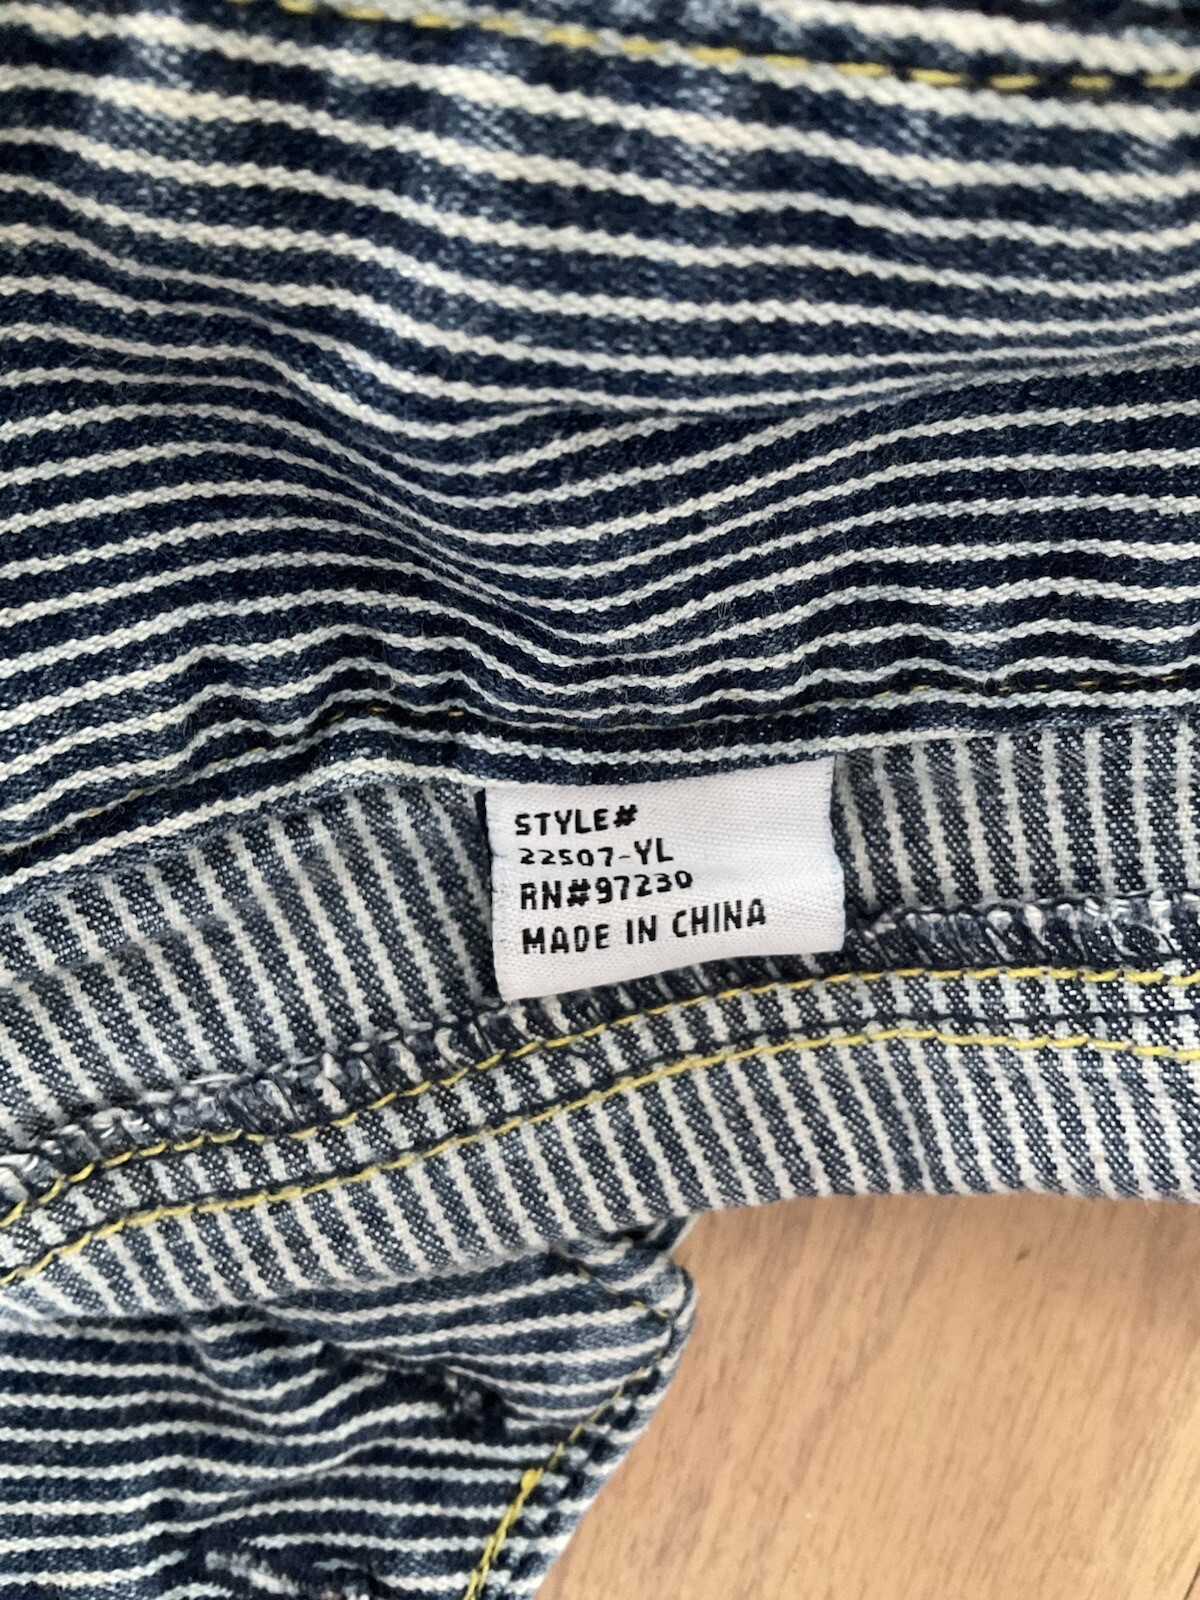 STYLE#
22507-YL
RN#97230
MADE IN CHINA